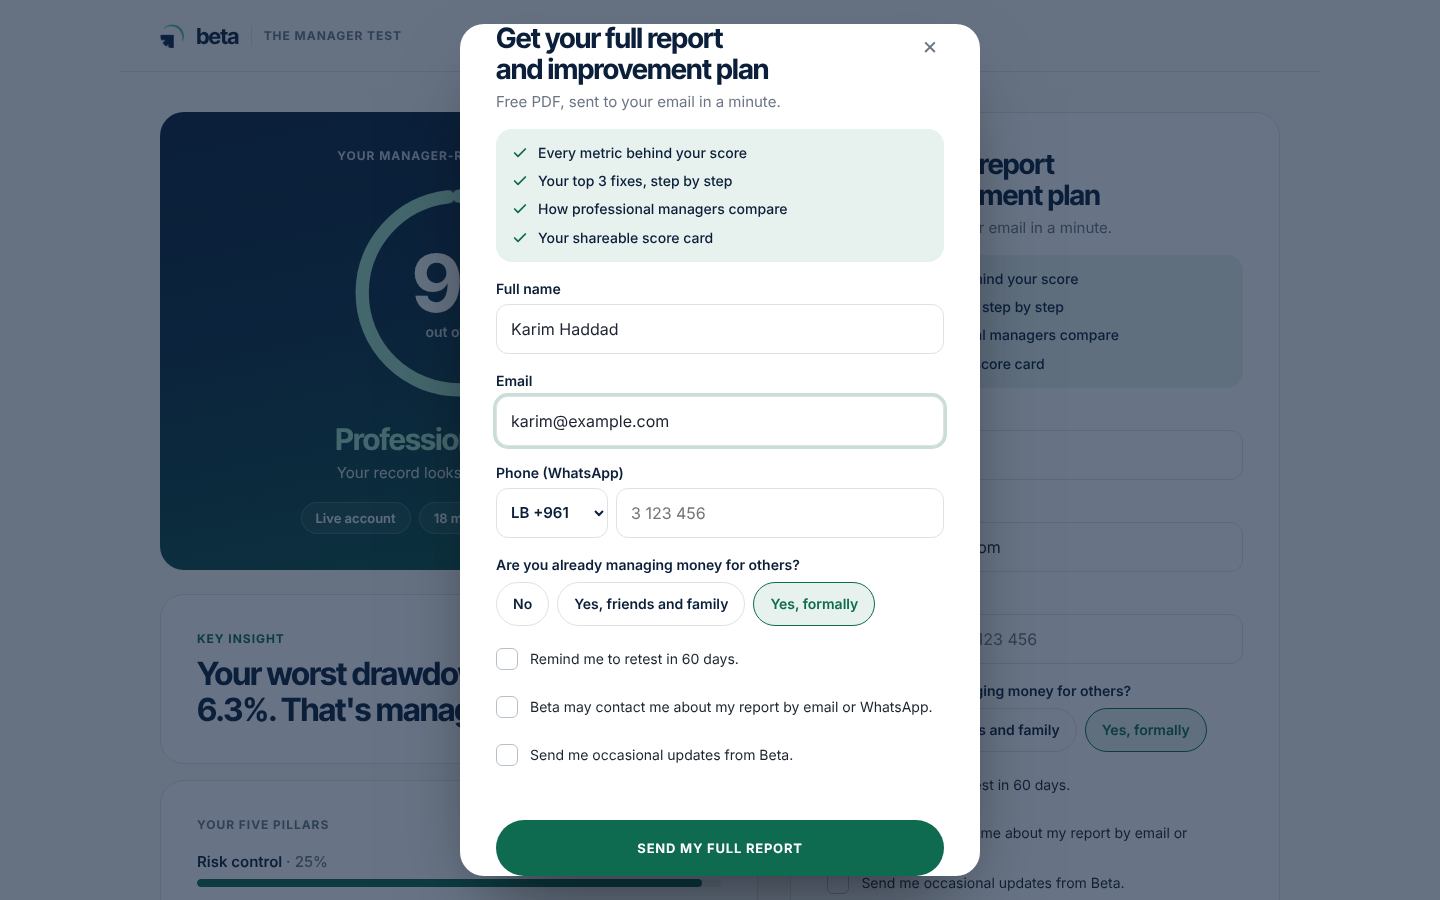 beta
THE MANAGER TEST
YOUR MANAGER-R
9
out o
Professio
Your record looks
Live account
18 m
KEY INSIGHT
Your worst drawdow
6.3%. That's manag
YOUR FIVE PILLARS
Risk control · 25%
Get your full report
and improvement plan
Free PDF, sent to your email in a minute.
Every metric behind your score
Your top 3 fixes, step by step
How professional managers compare
Your shareable score card
Full name
Karim Haddad
Email
karim@example.com
Phone (WhatsApp)
LB +961
3 123 456
Are you already managing money for others?
No
Yes, friends and family
Yes, formally
Remind me to retest in 60 days.
Beta may contact me about my report by email or WhatsApp.
Send me occasional updates from Beta.
SEND MY FULL REPORT
report
ment plan
r email in a minute.
ind your score
step by step
l managers compare
core card
om
123 456
ging money for others?
s and family
Yes, formally
est in 60 days.
me about my report by email or
Send me occasional updates from Beta.